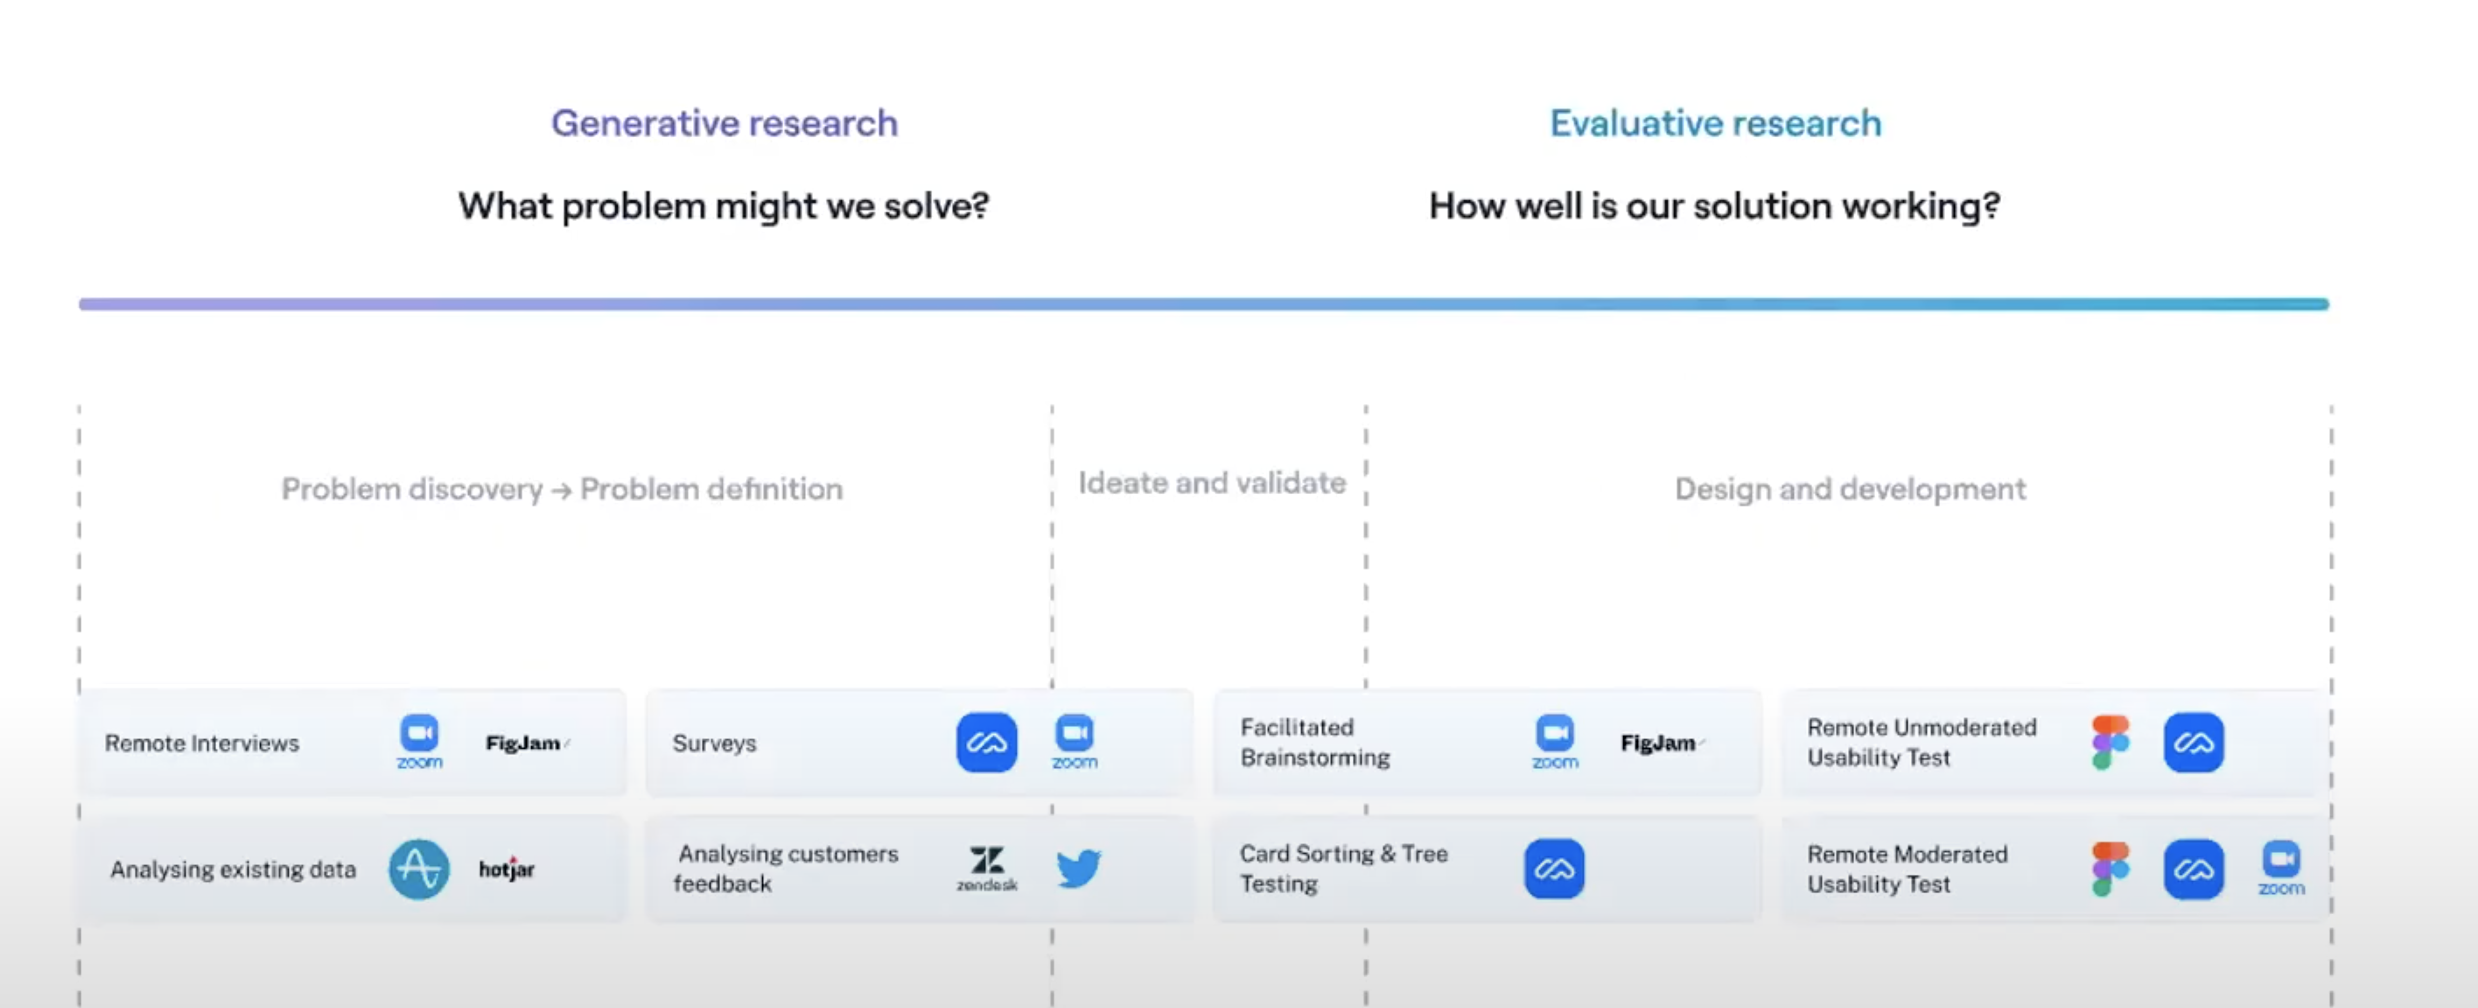 Generative research
Evaluative research
What problem might we solve?
How well is our solution working?
Problem discovery → Problem definition
Ideate and validate
Design and development
Remote Interviews
zoom
FigJam
Surveys
zoom
Facilitated
Brainstorming
zoom
FigJam
Remote Unmoderated
Usability Test
Analysing existing data
hotjar
Analysing customers
feedback
zendesk
Card Sorting & Tree
Testing
Remote Moderated
Usability Test
zoom